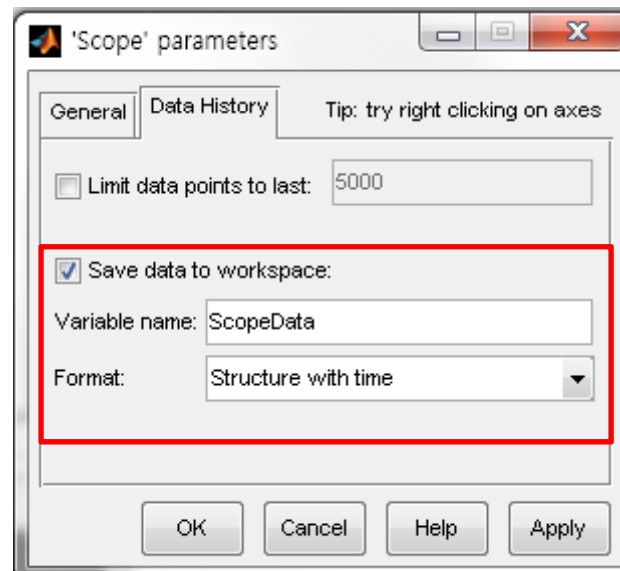 'Scope' parameters
General Data History Tip: try right clicking on axes
Limit data points to last: 5000
Save data to workspace:
Variable name: ScopeData
Format: Structure with time
OK Cancel Help Apply